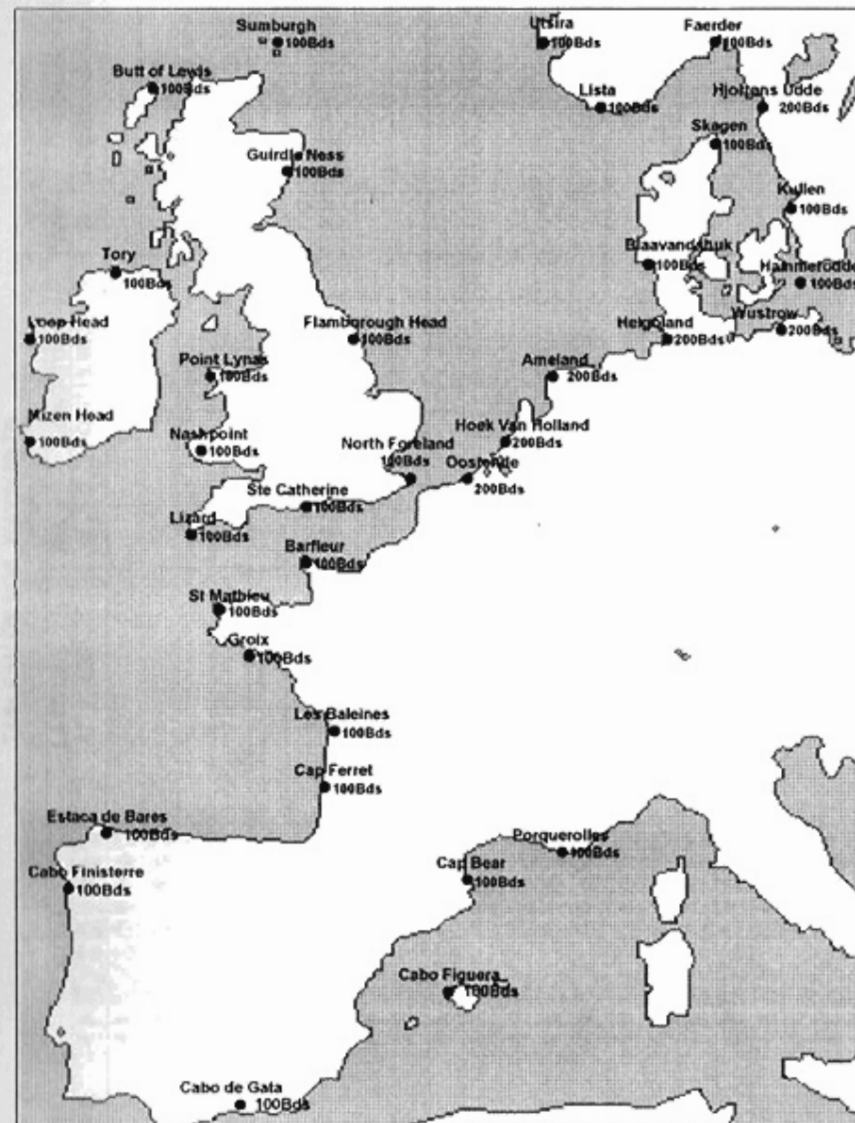 Sumburgh
100Bds
Utsira
100Bds
Faerder
100Bds
Butt of Lewis
100Bds
Lista
100Bds
Hjortens Udde
200Bds
Skagen
100Bds
Guirdle Ness
100Bds
Kullen
100Bds
Tory
100Bds
Blaavandshuk
100Bds
Hammerodde
100Bds
Loop Head
100Bds
Flamborough Head
100Bds
Helgoland
200Bds
Wustrow
200Bds
Point Lynas
100Bds
Ameland
200Bds
Mizen Head
100Bds
Nashpoint
100Bds
North Foreland
100Bds
Hoek Van Holland
200Bds
Oostende
200Bds
Ste Catherine
100Bds
Lizard
100Bds
Barfleur
100Bds
St Mathieu
100Bds
Groix
100Bds
Les Baleines
100Bds
Cap Ferret
100Bds
Estaca de Bares
100Bds
Porquerolles
100Bds
Cap Bear
100Bds
Cabo Finisterre
100Bds
Cabo Figuera
100Bds
Cabo de Gata
100Bds